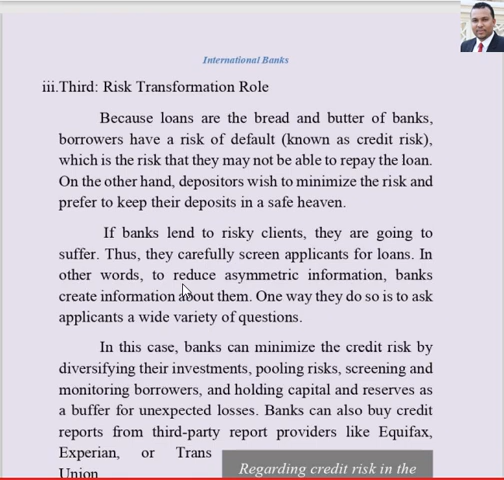 International Banks
iii.Third: Risk Transformation Role
Because loans are the bread and butter of banks,
borrowers have a risk of default (known as credit risk),
which is the risk that they may not be able to repay the loan.
On the other hand, depositors wish to minimize the risk and
prefer to keep their deposits in a safe heaven.
If banks lend to risky clients, they are going to
suffer. Thus, they carefully screen applicants for loans. In
other words, to reduce asymmetric information, banks
create information about them. One way they do so is to ask
applicants a wide variety of questions.
In this case, banks can minimize the credit risk by
diversifying their investments, pooling risks, screening and
monitoring borrowers, and holding capital and reserves as
a buffer for unexpected losses. Banks can also buy credit
reports from third-party report providers like Equifax,
Experian, or Trans
Union
Regarding credit risk in the